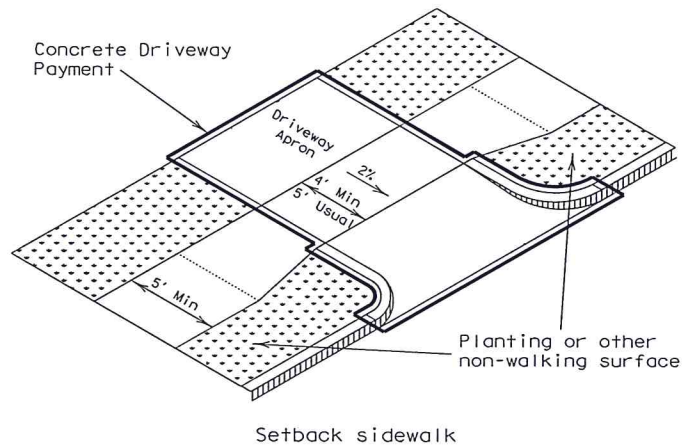 Concrete Driveway
Payment
Driveway
Apron
2%
4' Min
5' Usual
5' Min
Planting or other
non-walking surface
Setback sidewalk